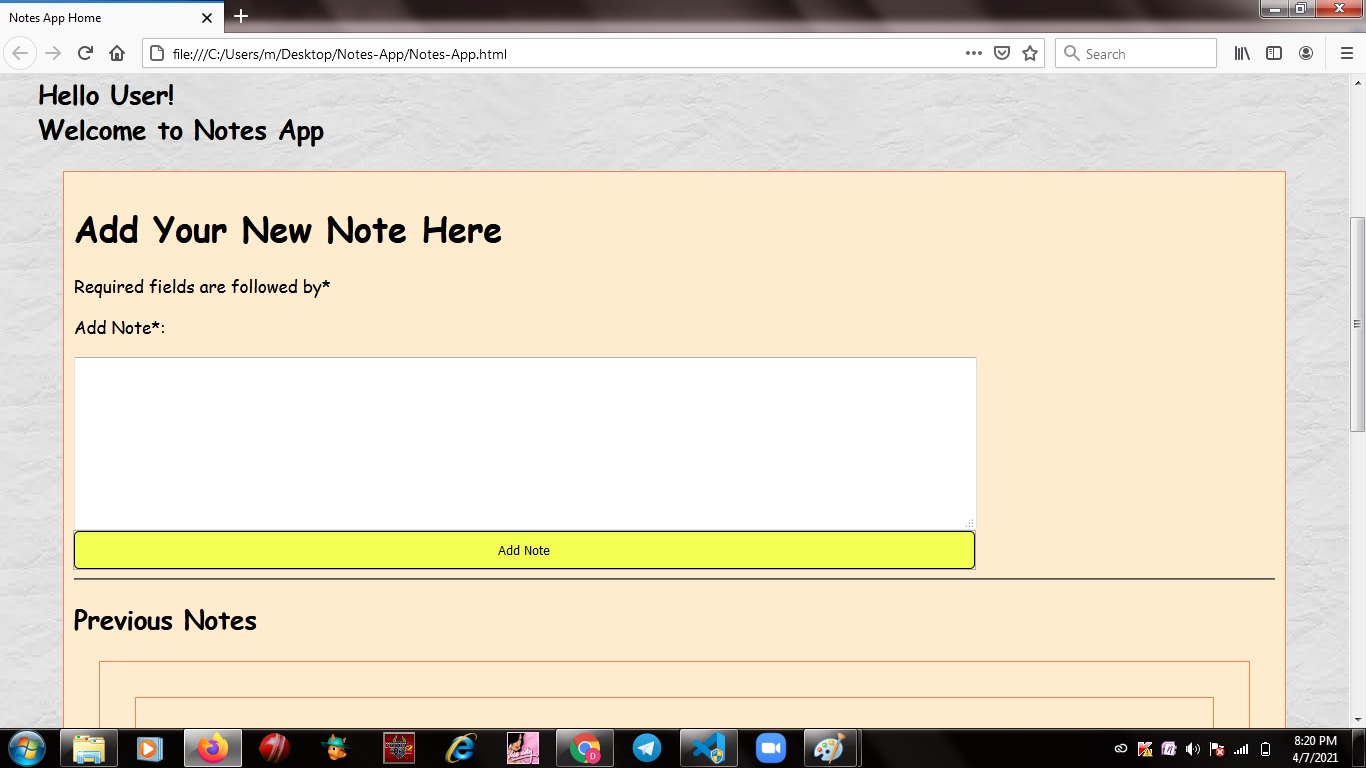 Notes App Home
file:///C:/Users/m/Desktop/Notes-App/Notes-App.html
Search
Hello User!
Welcome to Notes App
Add Your New Note Here
Required fields are followed by*
Add Note*:
Add Note
Previous Notes
8:20 PM
4/7/2021